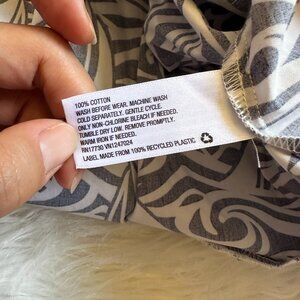 100% COTTON
WASH BEFORE WEAR. MACHINE WASH
COLD SEPARATELY. GENTLE CYCLE.
ONLY NON-CHLORINE BLEACH IF NEEDED.
TUMBLE DRY LOW. REMOVE PROMPTLY.
WARM IRON IF NEEDED.
RN17730 VN1247024
LABEL MADE FROM 100% RECYCLED PLASTIC